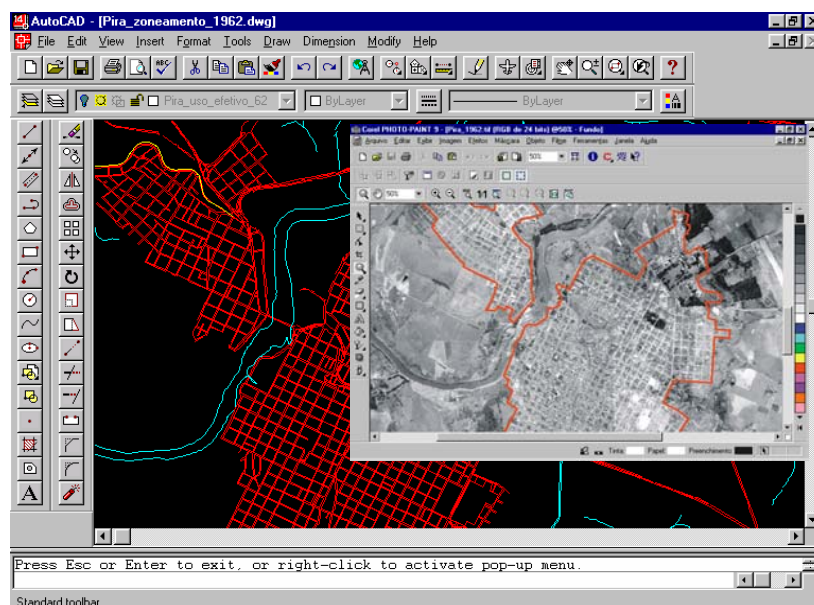 AutoCAD - [Pira_zoneamento_1962.dwg]
File Edit View Insert Format Tools Draw Dimension Modify Help
Pira_uso_efetivo_62
ByLayer
ByLayer
Corel PHOTO-PAINT 9 - [Pira_1962.tif (RGB de 24 bits) @50% - Fundo]
Arquivo Editar Exibir Imagem Efeitos Máscara Objeto Filme Ferramentas Janela Ajuda
50%
50%
1:1
Tinta: Papel: Preenchimento:
A
Press Esc or Enter to exit, or right-click to activate pop-up menu.
Standard toolbar